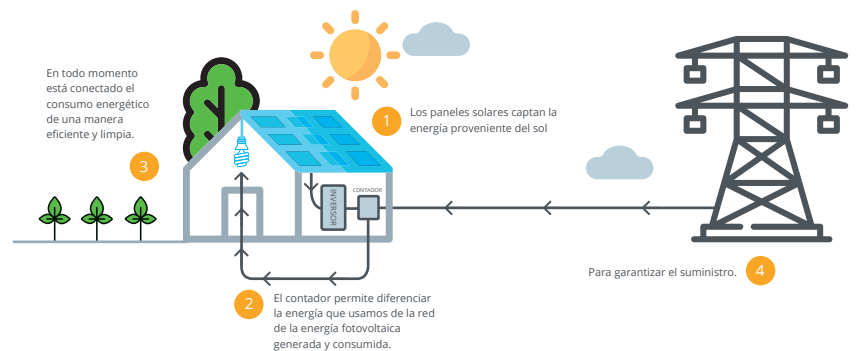 En todo momento
está conectado el
consumo energético
de una manera
eficiente y limpia.
3
1
Los paneles solares captan la
energía proveniente del sol
INVERSOR
CONTADOR
2
El contador permite diferenciar
la energía que usamos de la red
de la energía fotovoltaica
generada y consumida.
Para garantizar el suministro.
4